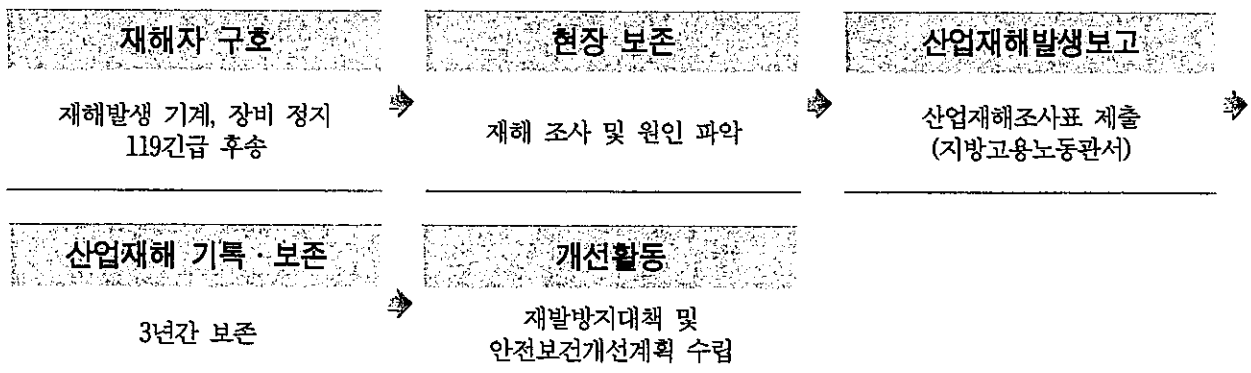 재해자 구호
재해발생 기계, 장비 정지
119긴급 후송
현장 보존
재해 조사 및 원인 파악
산업재해발생보고
산업재해조사표 제출
(지방고용노동관서)
산업재해 기록·보존
3년간 보존
개선활동
재발방지대책 및
안전보건개선계획 수립